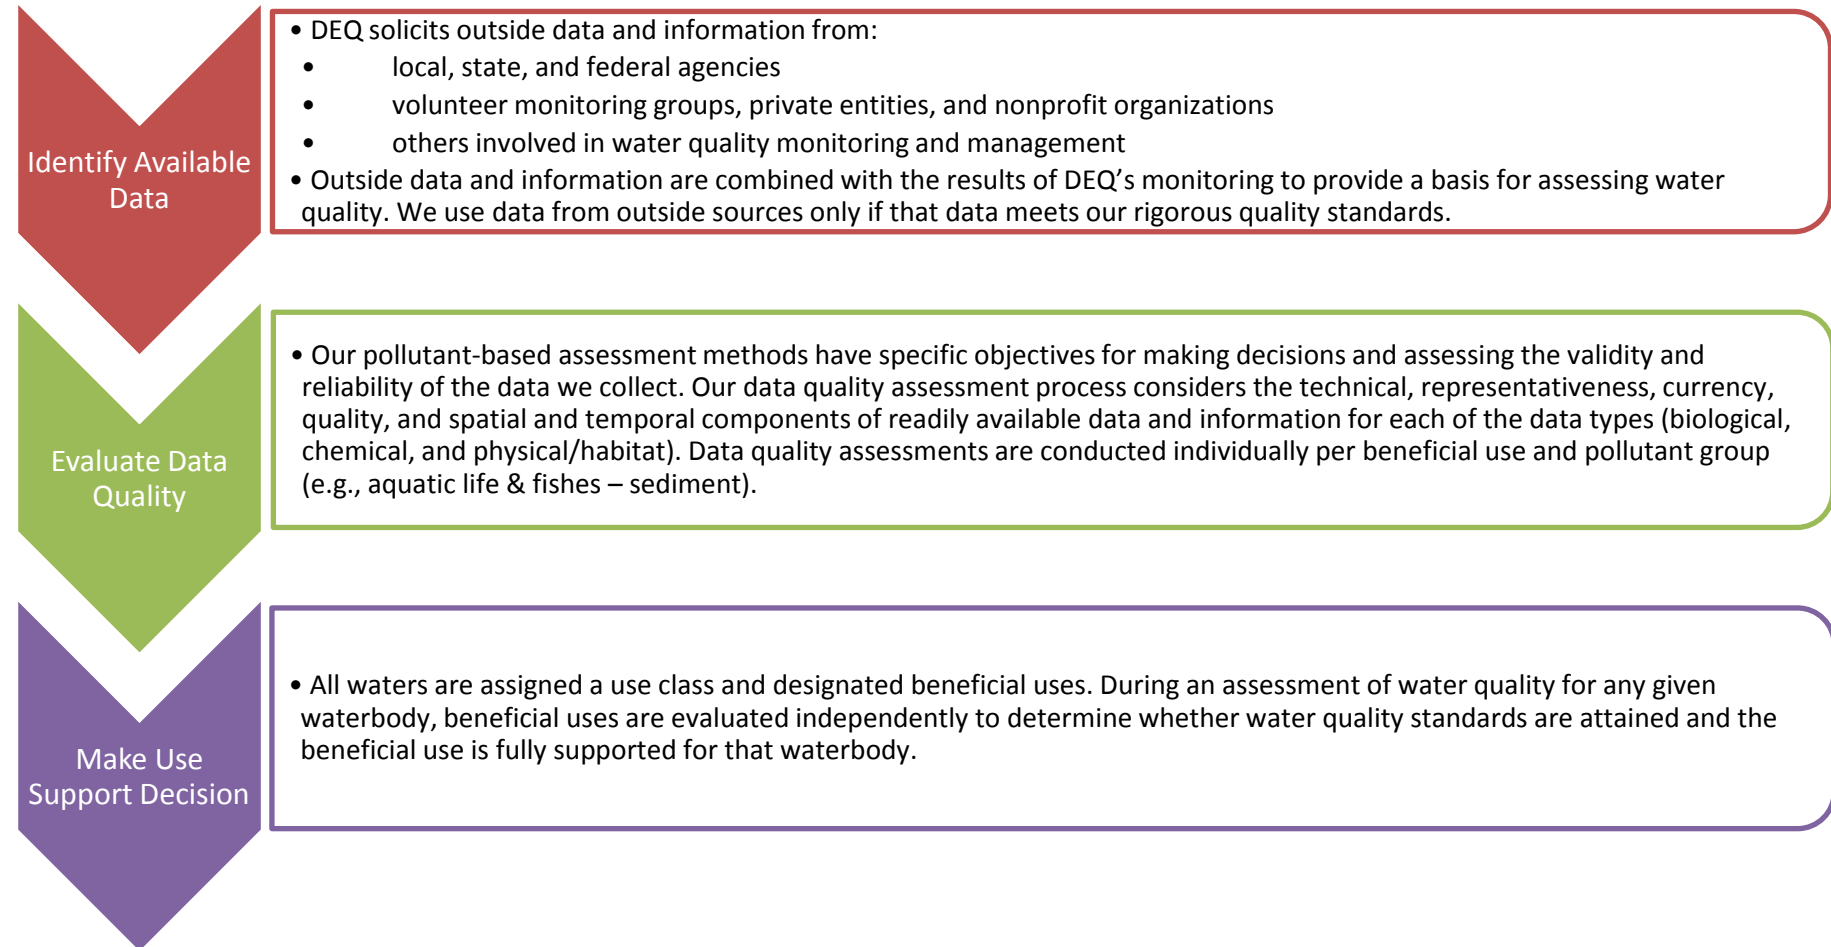 Identify Available
Data
• DEQ solicits outside data and information from:
• local, state, and federal agencies
• volunteer monitoring groups, private entities, and nonprofit organizations
• others involved in water quality monitoring and management
• Outside data and information are combined with the results of DEQ’s monitoring to provide a basis for assessing water
quality. We use data from outside sources only if that data meets our rigorous quality standards.
Evaluate Data
Quality
• Our pollutant-based assessment methods have specific objectives for making decisions and assessing the validity and
reliability of the data we collect. Our data quality assessment process considers the technical, representativeness, currency,
quality, and spatial and temporal components of readily available data and information for each of the data types (biological,
chemical, and physical/habitat). Data quality assessments are conducted individually per beneficial use and pollutant group
(e.g., aquatic life & fishes – sediment).
Make Use
Support Decision
• All waters are assigned a use class and designated beneficial uses. During an assessment of water quality for any given
waterbody, beneficial uses are evaluated independently to determine whether water quality standards are attained and the
beneficial use is fully supported for that waterbody.